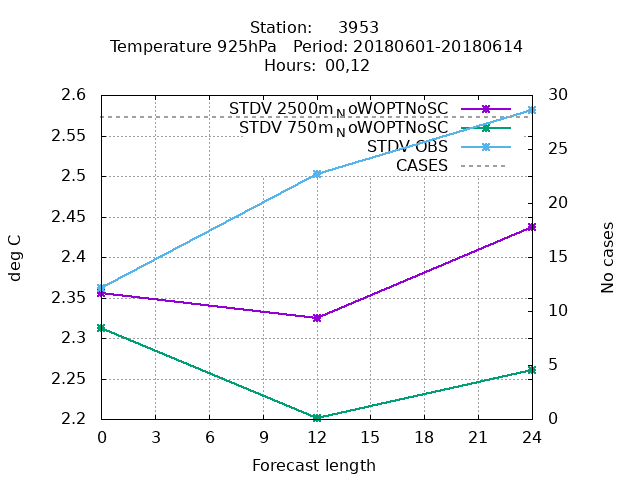 Station: 3953
Temperature 925hPa Period: 20180601-20180614
Hours: 00,12
2.6
2.55
2.5
2.45
2.4
2.35
2.3
2.25
2.2
deg C
STDV 2500m_NoWOPTNoSC
STDV 750m_NoWOPTNoSC
STDV OBS
CASES
30
25
20
15
10
5
0
No cases
0 3 6 9 12 15 18 21 24
Forecast length